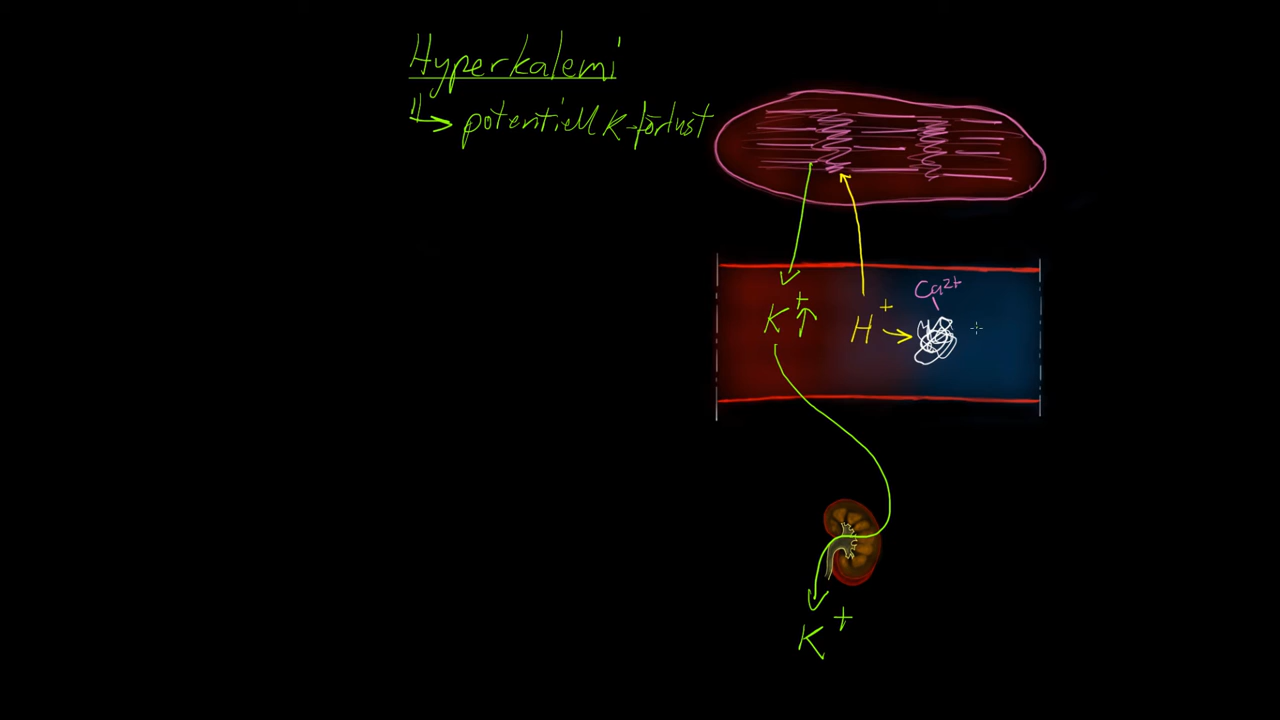 Hyperkalemi
↳ potentiell K-förlust
Ca²⁺
K⁺↑ H⁺
K⁺